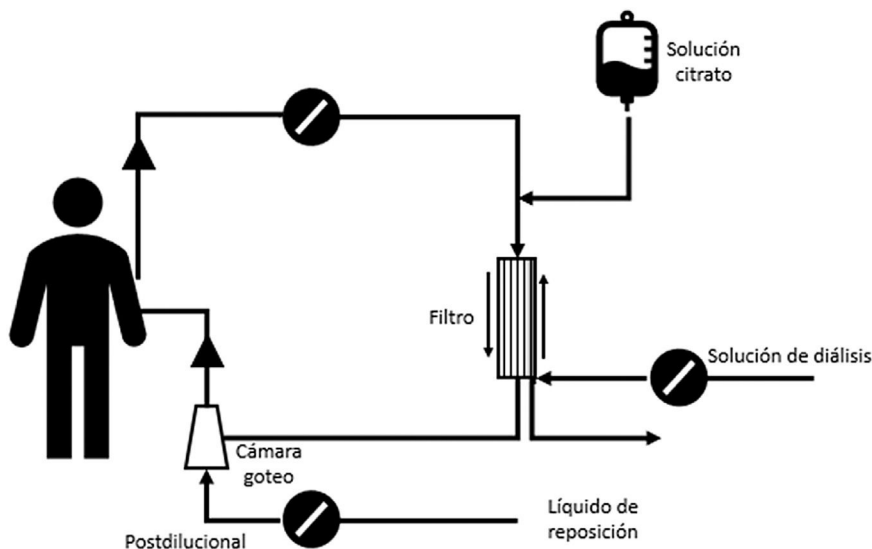 Solución
citrato
Filtro
Solución de diálisis
Cámara
goteo
Líquido de
reposición
Postdilucional